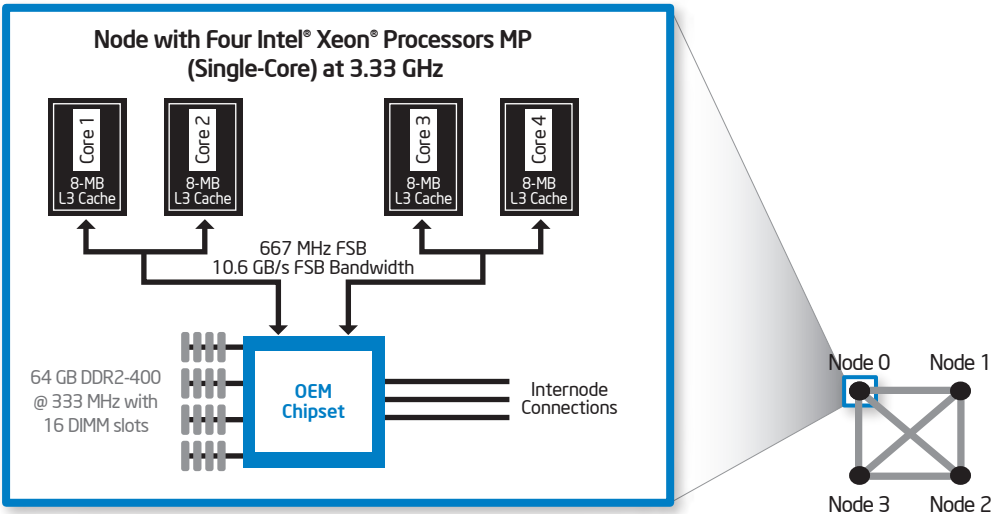 Node with Four Intel® Xeon® Processors MP
(Single-Core) at 3.33 GHz
Core 1
8-MB
L3 Cache
Core 2
8-MB
L3 Cache
Core 3
8-MB
L3 Cache
Core 4
8-MB
L3 Cache
667 MHz FSB
10.6 GB/s FSB Bandwidth
64 GB DDR2-400
@ 333 MHz with
16 DIMM slots
OEM
Chipset
Internode
Connections
Node 0
Node 1
Node 3
Node 2